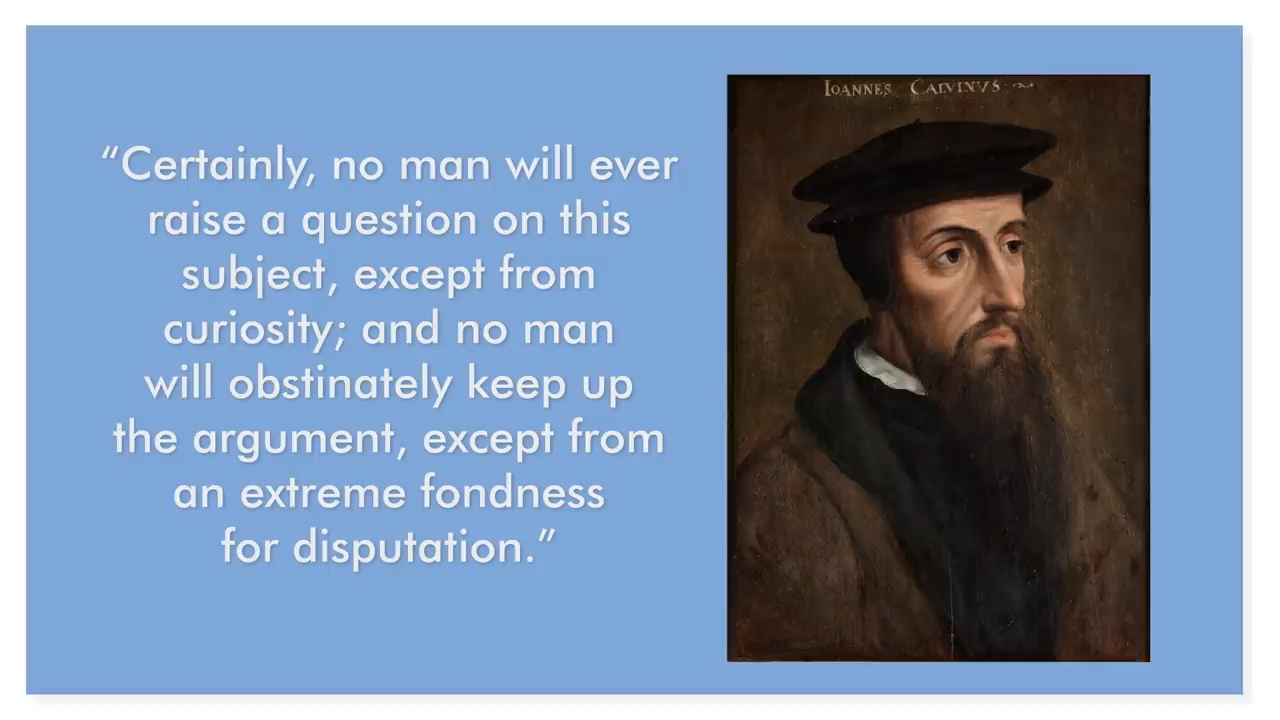 “Certainly, no man will ever
raise a question on this
subject, except from
curiosity; and no man
will obstinately keep up
the argument, except from
an extreme fondness
for disputation.”
IOANNES CALVINVS